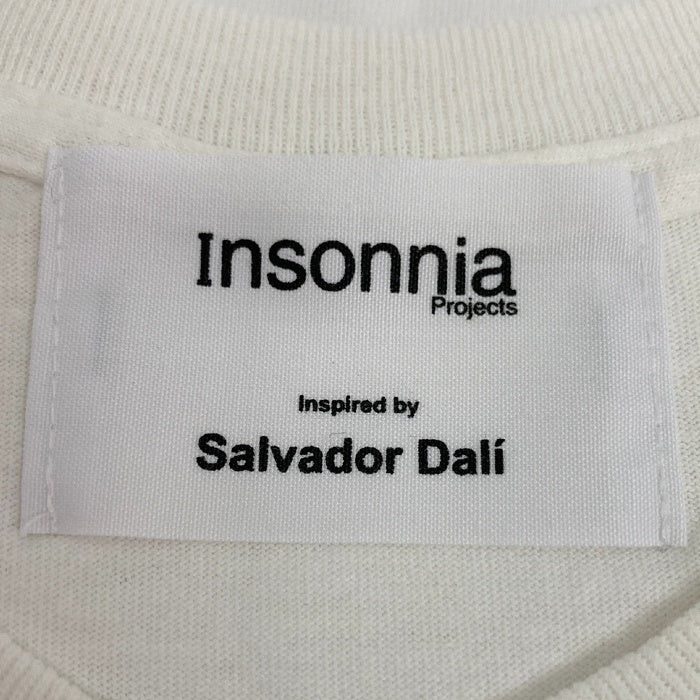 Insonnia
Projects
Inspired by
Salvador Dalí